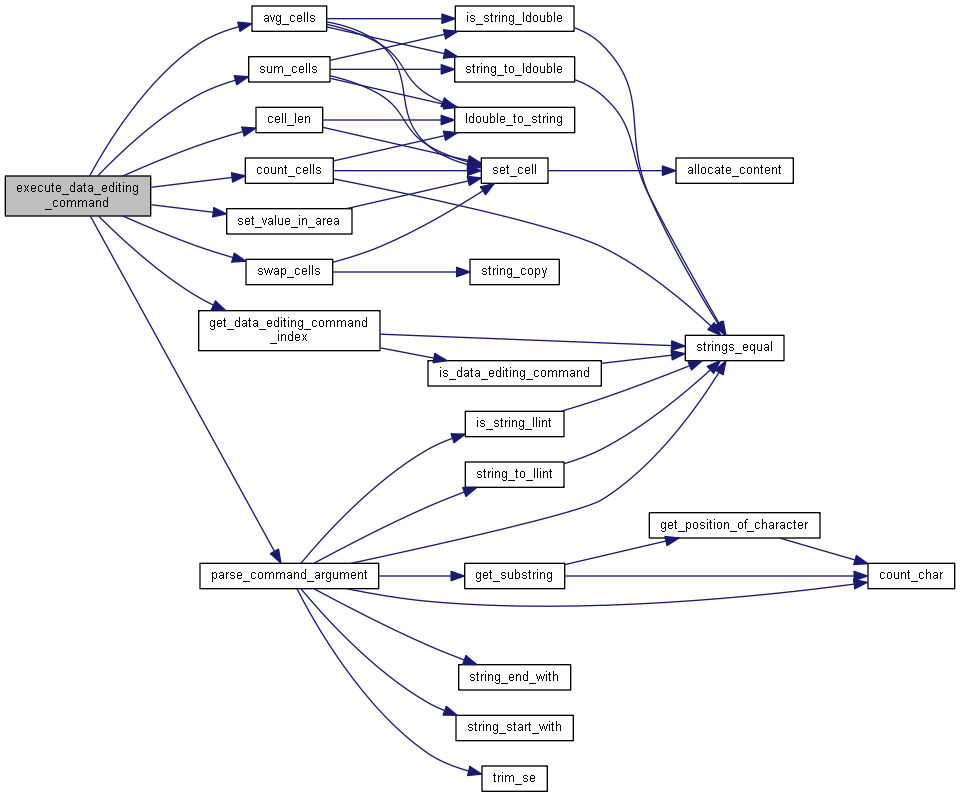 execute_data_editing
_command
avg_cells
sum_cells
cell_len
count_cells
set_value_in_area
swap_cells
get_data_editing_command
_index
parse_command_argument
is_string_ldouble
string_to_ldouble
ldouble_to_string
set_cell
string_copy
is_data_editing_command
is_string_llint
string_to_llint
get_substring
string_end_with
string_start_with
trim_se
allocate_content
strings_equal
get_position_of_character
count_char